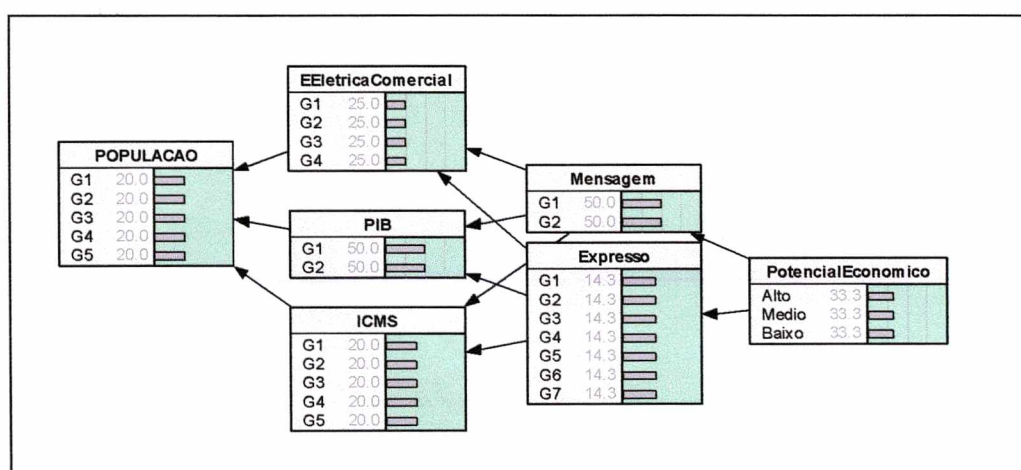 EEletricaComercial
G1 25.0
G2 25.0
G3 25.0
G4 25.0
POPULACAO
G1 20.0
G2 20.0
G3 20.0
G4 20.0
G5 20.0
PIB
G1 50.0
G2 50.0
ICMS
G1 20.0
G2 20.0
G3 20.0
G4 20.0
G5 20.0
Mensagem
G1 50.0
G2 50.0
Expresso
G1 14.3
G2 14.3
G3 14.3
G4 14.3
G5 14.3
G6 14.3
G7 14.3
PotencialEconomico
Alto 33.3
Medio 33.3
Baixo 33.3